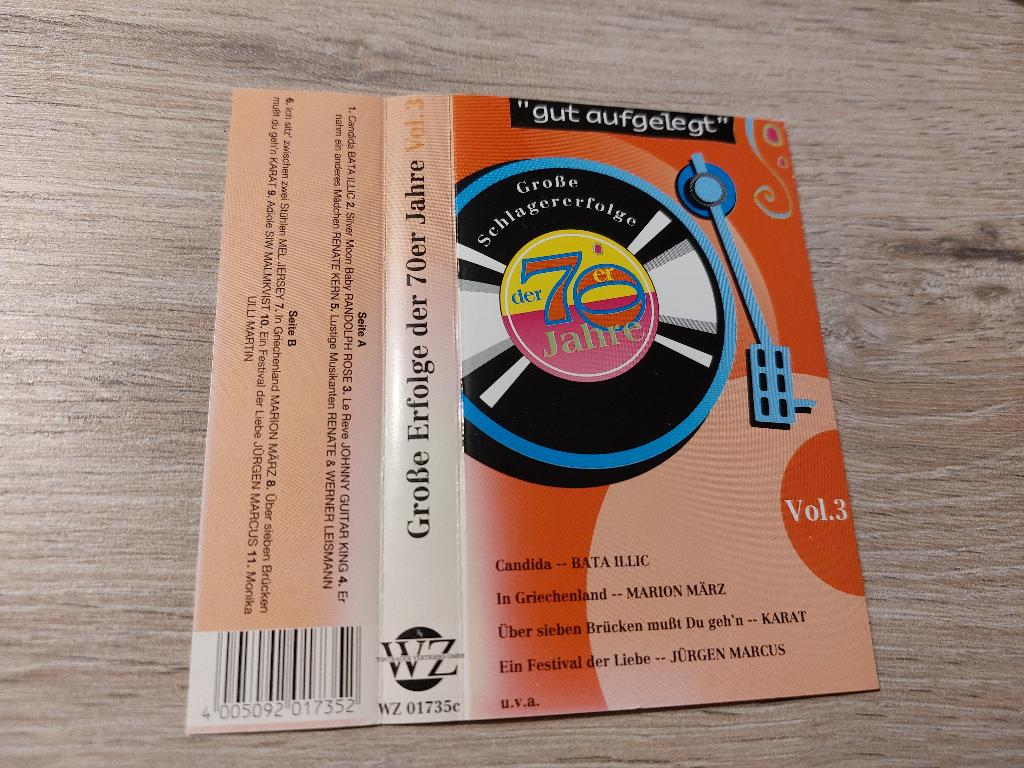 "gut aufgelegt"
Große
Schlagererfolge
der 70er
Jahre
Vol.3
Candida -- BATA ILLIC
In Griechenland -- MARION MÄRZ
Über sieben Brücken mußt Du geh'n -- KARAT
Ein Festival der Liebe -- JÜRGEN MARCUS
u.v.a.
Große Erfolge der 70er Jahre Vol.3
WZ
WZ 01735c
Seite A
1. Candida BATA ILLIC 2. Silver Moon Baby RANDOLPH ROSE 3. Le Reve JOHNNY GUITAR KING 4. Er
nahm ein anderes Mädchen RENATE KERN 5. Lustige Musikanten RENATE & WERNER LEISMANN
Seite B
6. Ich sitz' zwischen zwei Stühlen MEL JERSEY 7. In Griechenland MARION MÄRZ 8. Über sieben Brücken
mußt du geh'n KARAT 9. Adiole SIW MALMKVIST 10. Ein Festival der Liebe JÜRGEN MARCUS 11. Monika
ULLI MARTIN
4 005092 017352